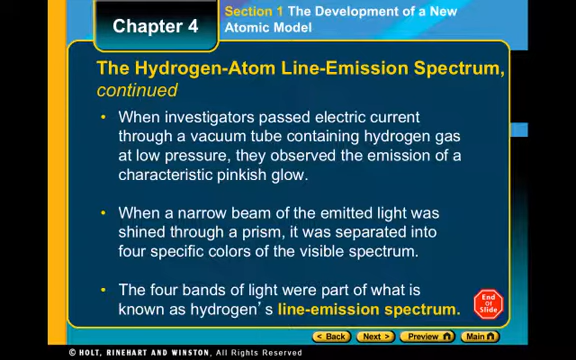 Chapter 4
Section 1 The Development of a New
Atomic Model
The Hydrogen-Atom Line-Emission Spectrum,
continued
• When investigators passed electric current
through a vacuum tube containing hydrogen gas
at low pressure, they observed the emission of a
characteristic pinkish glow.
• When a narrow beam of the emitted light was
shined through a prism, it was separated into
four specific colors of the visible spectrum.
• The four bands of light were part of what is
known as hydrogen’s line-emission spectrum.
End
Of
Slide
< Back
Next >
Preview
Main
© HOLT, RINEHART AND WINSTON, All Rights Reserved